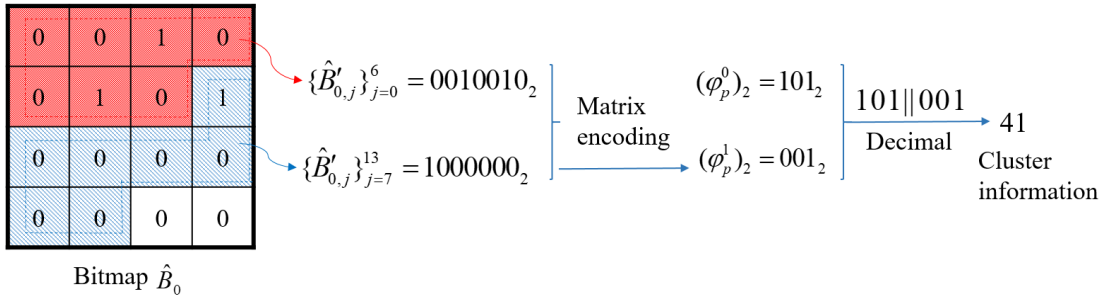 0 0 1 0
0 1 0 1
0 0 0 0
0 0 0 0
Bitmap B̂₀
{B̂′₀,ⱼ}⁶ⱼ₌₀ = 0010010₂
{B̂′₀,ⱼ}¹³ⱼ₌₇ = 1000000₂
Matrix
encoding
(φ⁰ₚ)₂ = 101₂
(φ¹ₚ)₂ = 001₂
101||001
Decimal
41
Cluster
information